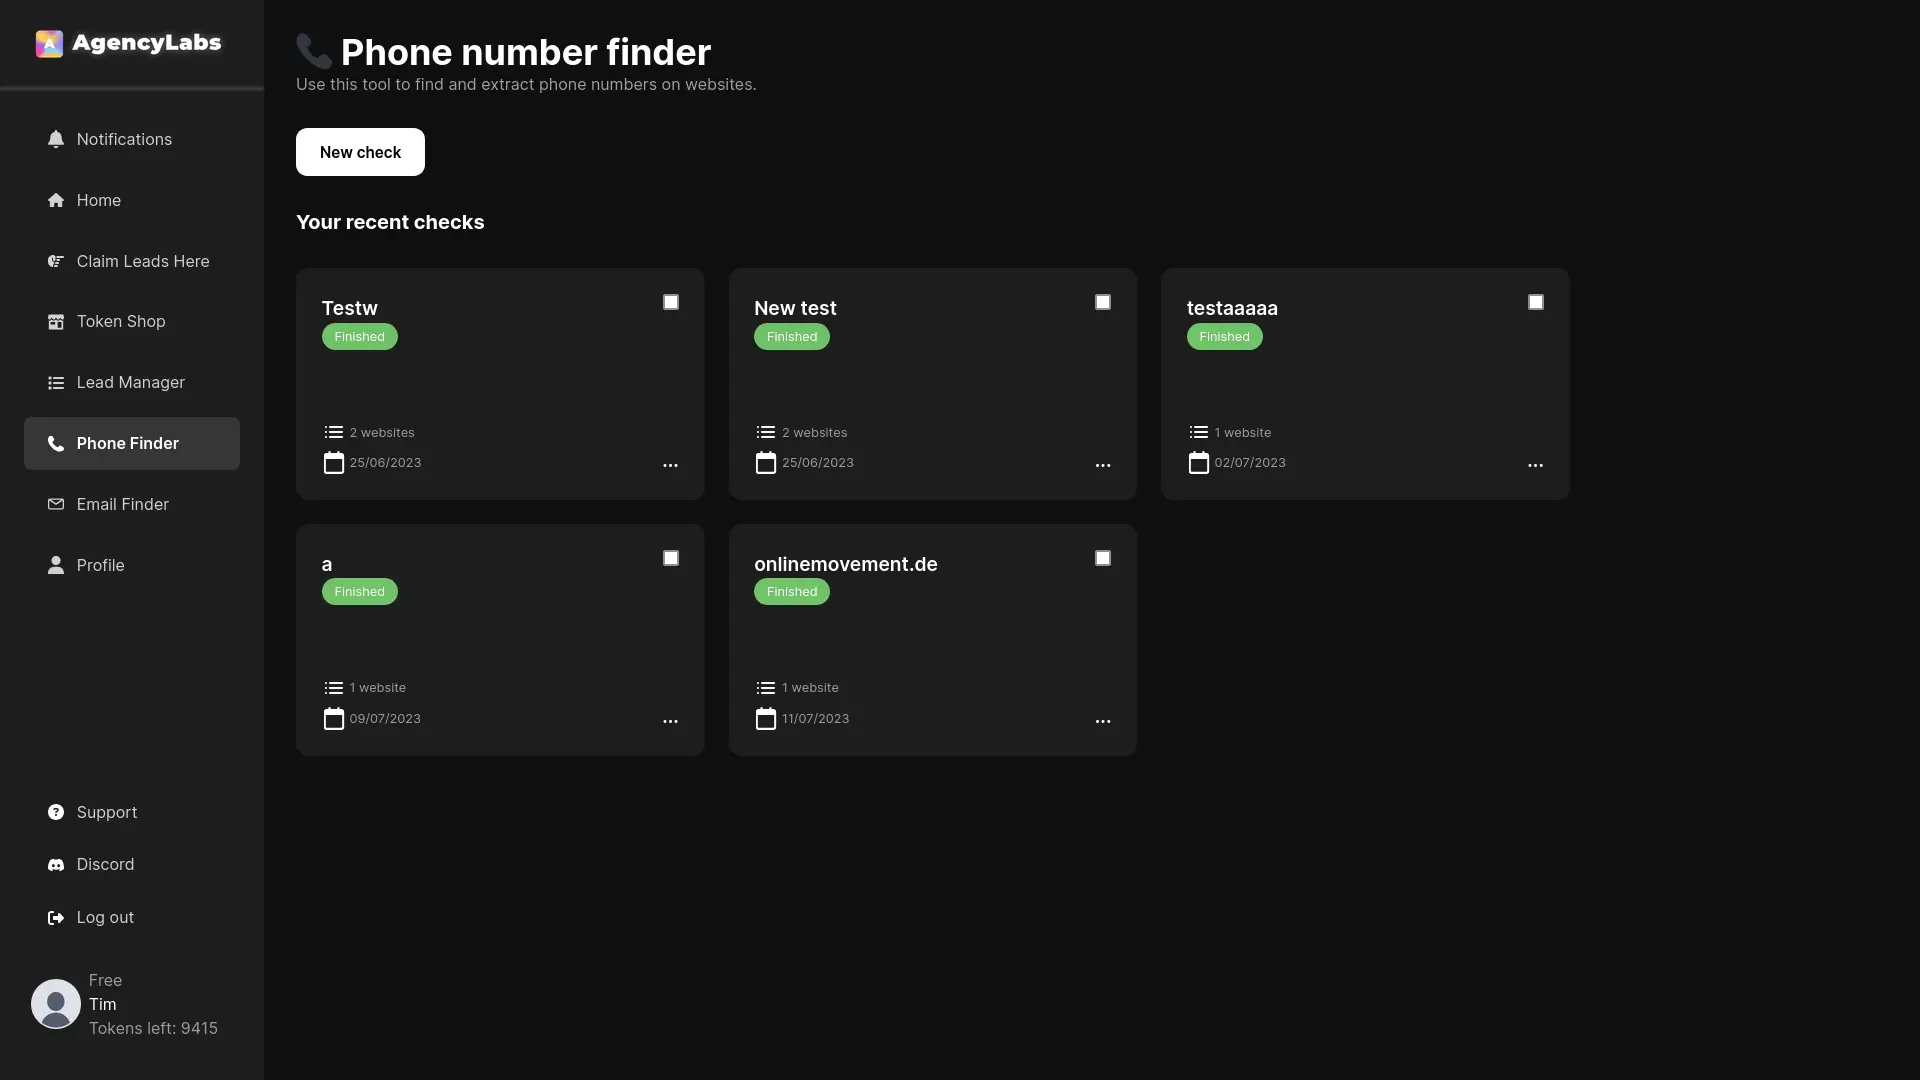 AgencyLabs
Notifications
Home
Claim Leads Here
Token Shop
Lead Manager
Phone Finder
Email Finder
Profile
Support
Discord
Log out
Free
Tim
Tokens left: 9415
Phone number finder
Use this tool to find and extract phone numbers on websites.
New check
Your recent checks
Testw
Finished
2 websites
25/06/2023
New test
Finished
2 websites
25/06/2023
testaaaaa
Finished
1 website
02/07/2023
a
Finished
1 website
09/07/2023
onlinemovement.de
Finished
1 website
11/07/2023